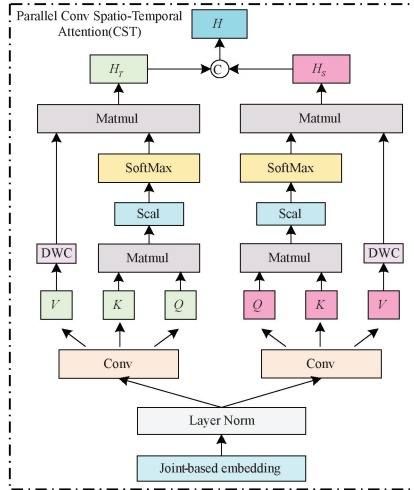 Parallel Conv Spatio-Temporal
Attention(CST)
H
H_T
C
H_S
Matmul
Matmul
SoftMax
SoftMax
Scal
Scal
DWC
Matmul
Matmul
DWC
V
K
Q
Q
K
V
Conv
Conv
Layer Norm
Joint-based embedding